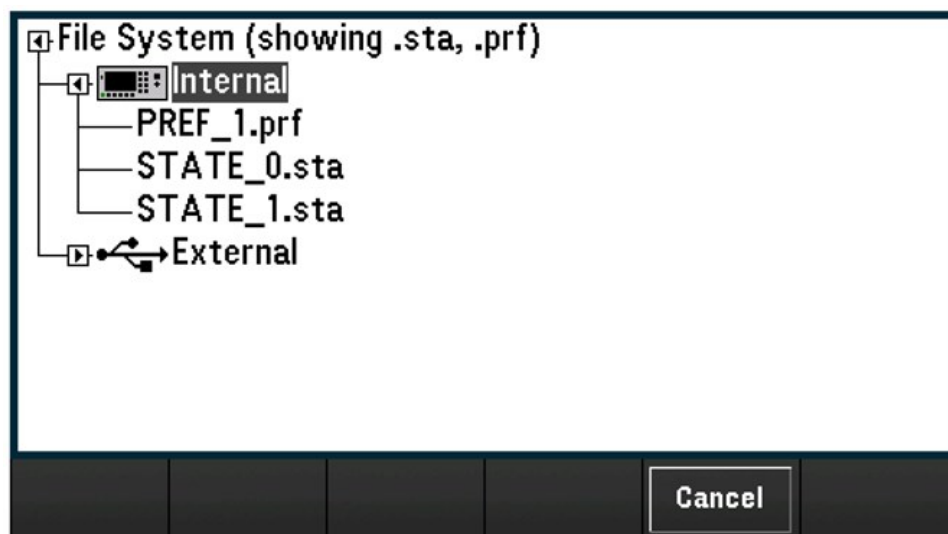 File System (showing .sta, .prf)
Internal
PREF_1.prf
STATE_0.sta
STATE_1.sta
External
Cancel